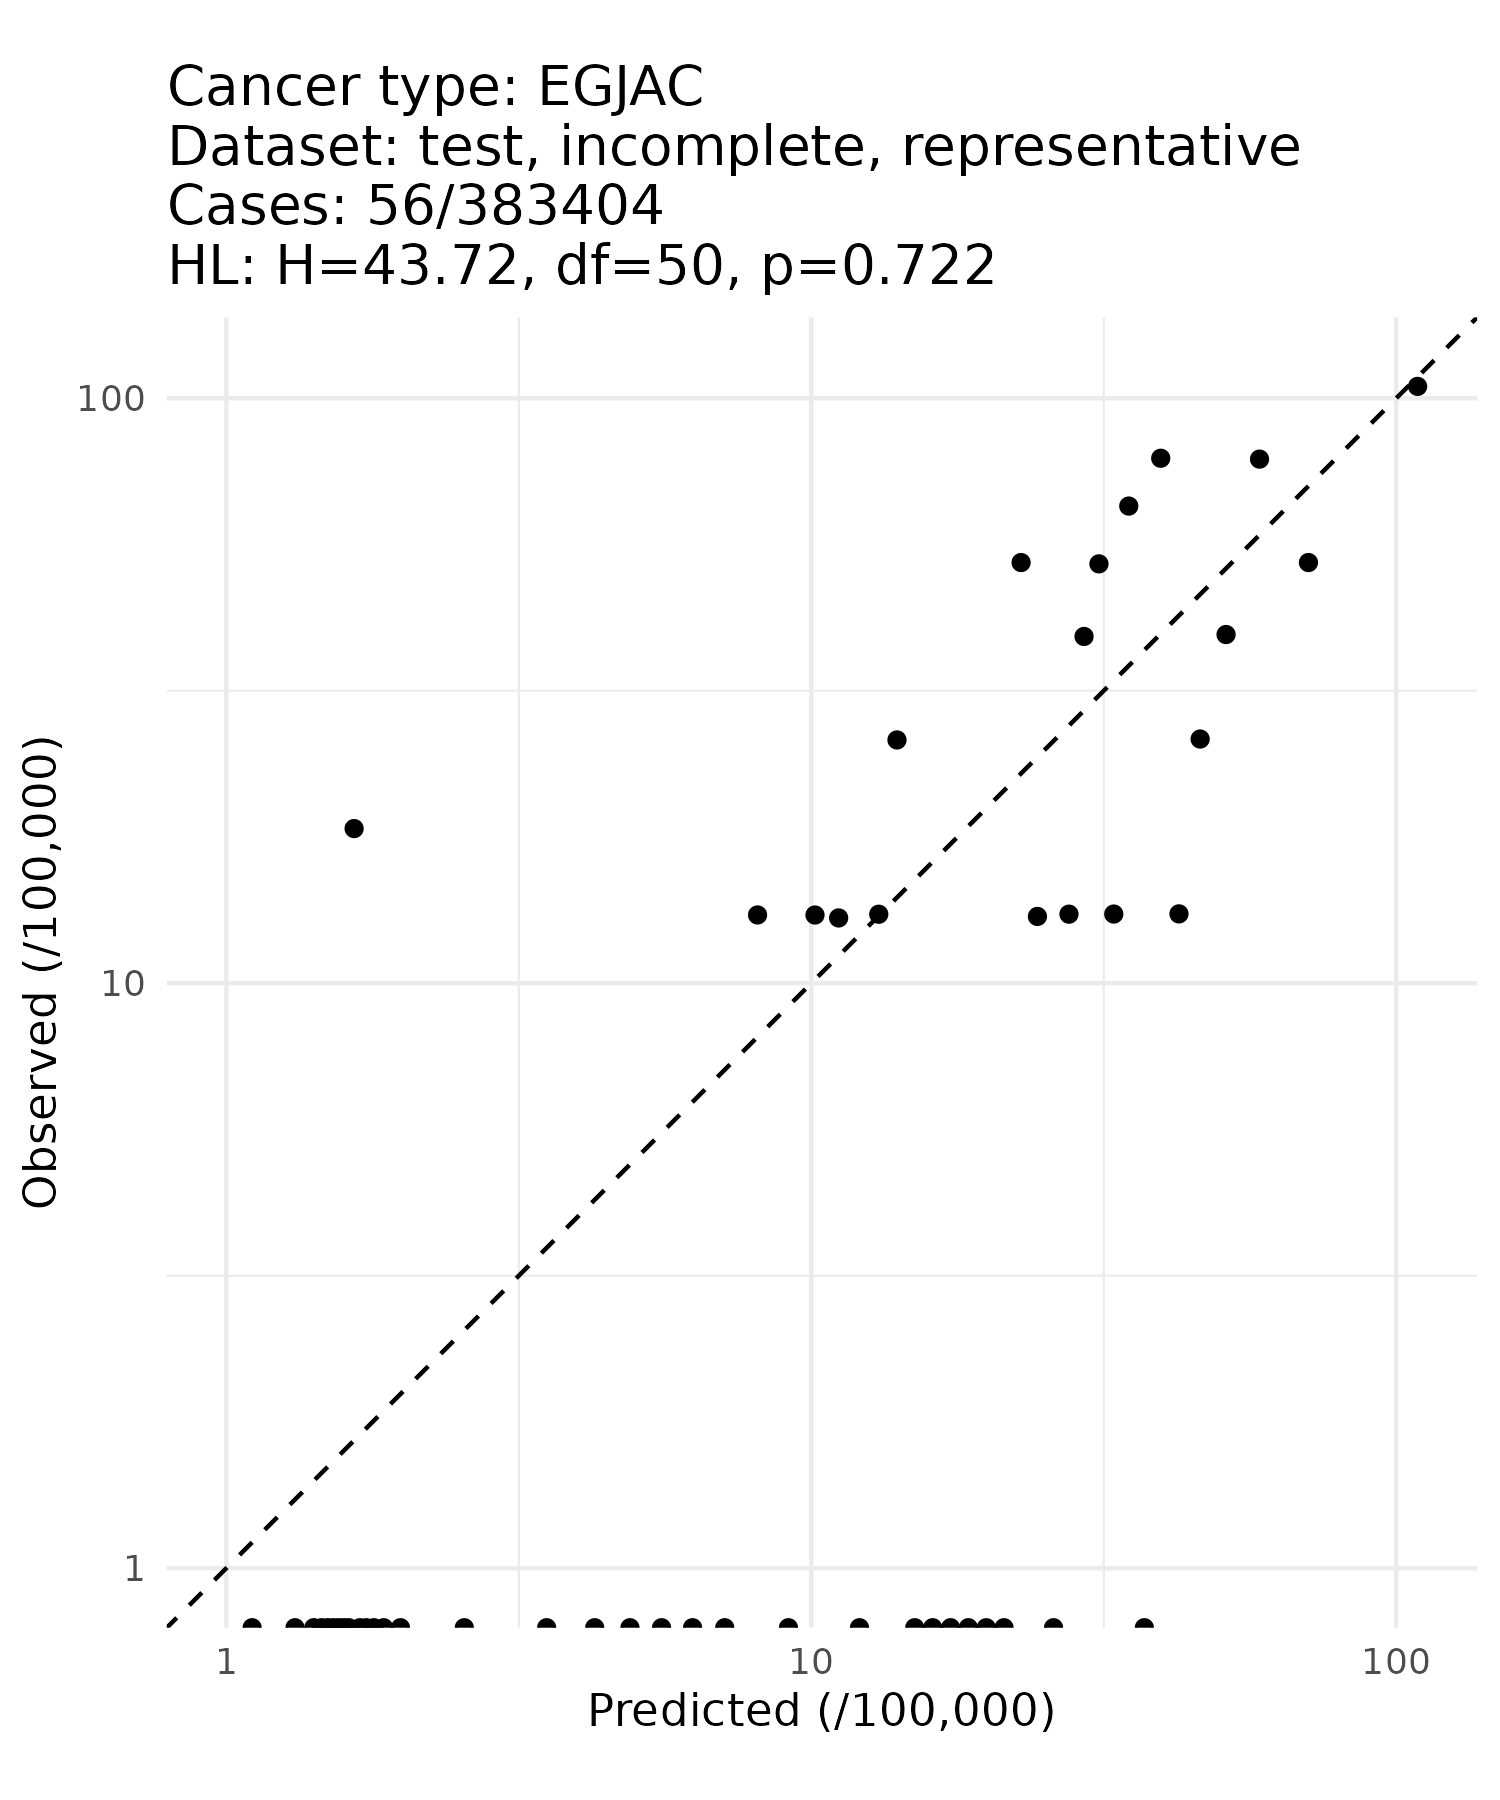 Cancer type: EGJAC
Dataset: test, incomplete, representative
Cases: 56/383404
HL: H=43.72, df=50, p=0.722
100
10
1
Observed (/100,000)
1 10 100
Predicted (/100,000)